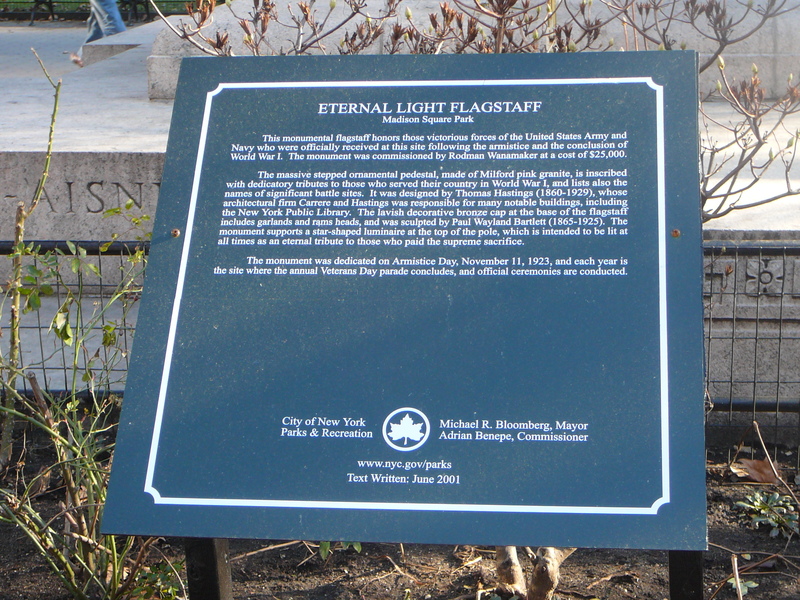 ETERNAL LIGHT FLAGSTAFF
Madison Square Park
This monumental flagstaff honors those victorious forces of the United States Army and
Navy who were officially received at this site following the armistice and the conclusion of
World War I. The monument was commissioned by Rodman Wanamaker at a cost of $25,000.
The massive stepped ornamental pedestal, made of Milford pink granite, is inscribed
with dedicatory tributes to those who served their country in World War I, and lists also the
names of significant battle sites. It was designed by Thomas Hastings (1860-1929), whose
architectural firm Carrere and Hastings was responsible for many notable buildings, including
the New York Public Library. The lavish decorative bronze cap at the base of the flagstaff
includes garlands and rams heads, and was sculpted by Paul Wayland Bartlett (1865-1925). The
monument supports a star-shaped luminaire at the top of the pole, which is intended to be lit at
all times as an eternal tribute to those who paid the supreme sacrifice.
The monument was dedicated on Armistice Day, November 11, 1923, and each year is
the site where the annual Veterans Day parade concludes, and official ceremonies are conducted.
City of New York
Parks & Recreation
Michael R. Bloomberg, Mayor
Adrian Benepe, Commissioner
www.nyc.gov/parks
Text Written: June 2001
AISN